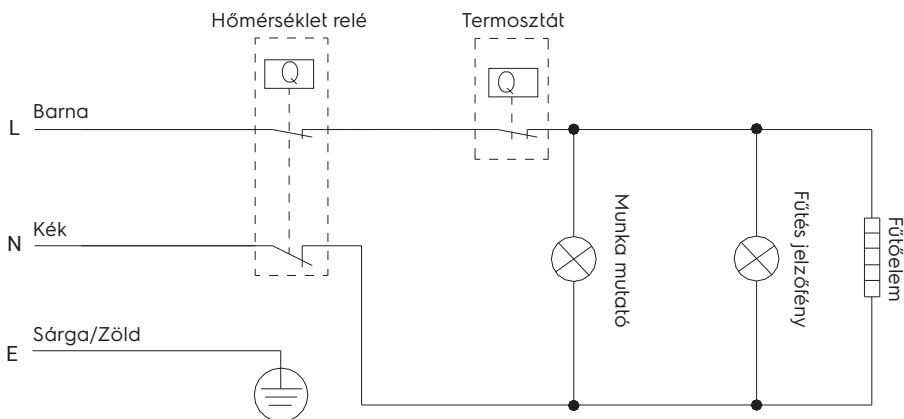 Hőmérséklet relé
Termosztát
Q
Q
L
Barna
N
Kék
E
Sárga/Zöld
Munka mutató
Fűtés jelzőfény
Fűtőelem